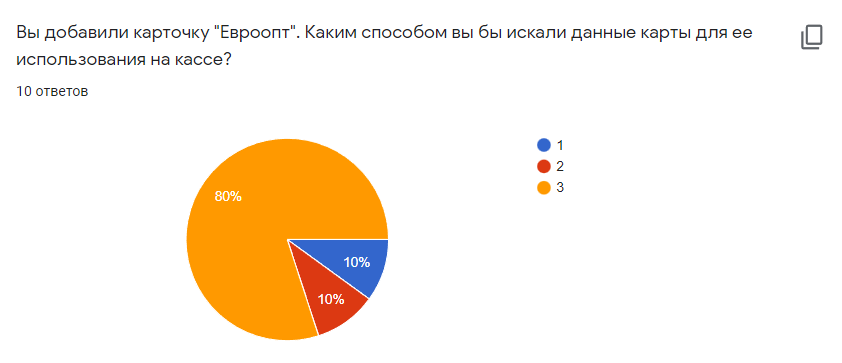 Вы добавили карточку "Евроопт". Каким способом вы бы искали данные карты для ее
использования на кассе?
10 ответов
80%
10%
10%
1
2
3